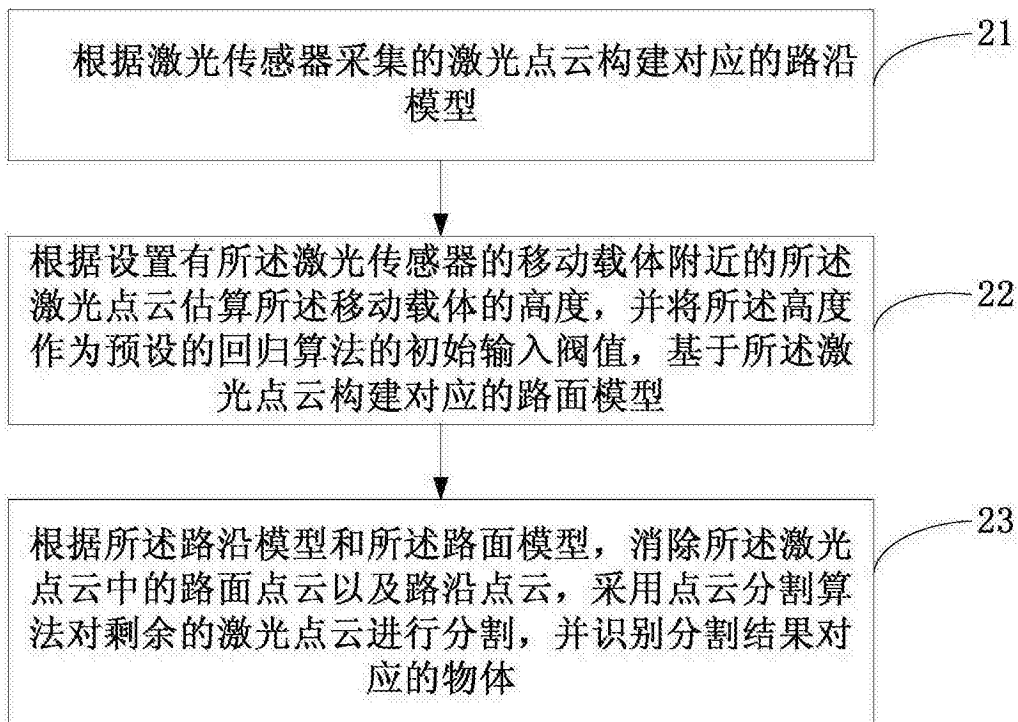 根据激光传感器采集的激光点云构建对应的路沿
模型
21
根据设置有所述激光传感器的移动载体附近的所述
激光点云估算所述移动载体的高度，并将所述高度
作为预设的回归算法的初始输入阀值，基于所述激
光点云构建对应的路面模型
22
根据所述路沿模型和所述路面模型，消除所述激光
点云中的路面点云以及路沿点云，采用点云分割算
法对剩余的激光点云进行分割，并识别分割结果对
应的物体
23